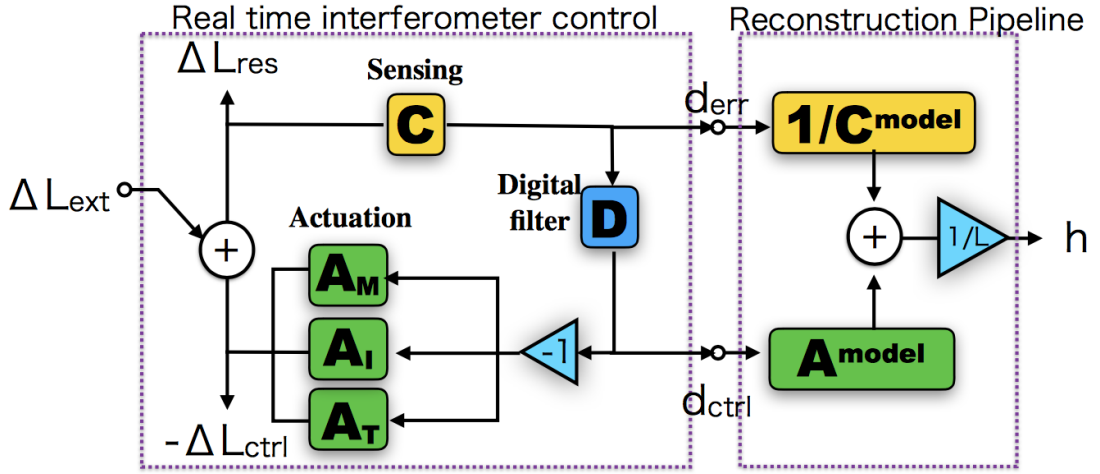 Real time interferometer control
Reconstruction Pipeline
Δ Lres
Sensing
C
derr
1/Cmodel
Δ Lext
Digital
filter
D
Actuation
+
AM
AI
AT
-1
+
1/L
h
Amodel
dctrl
- Δ Lctrl